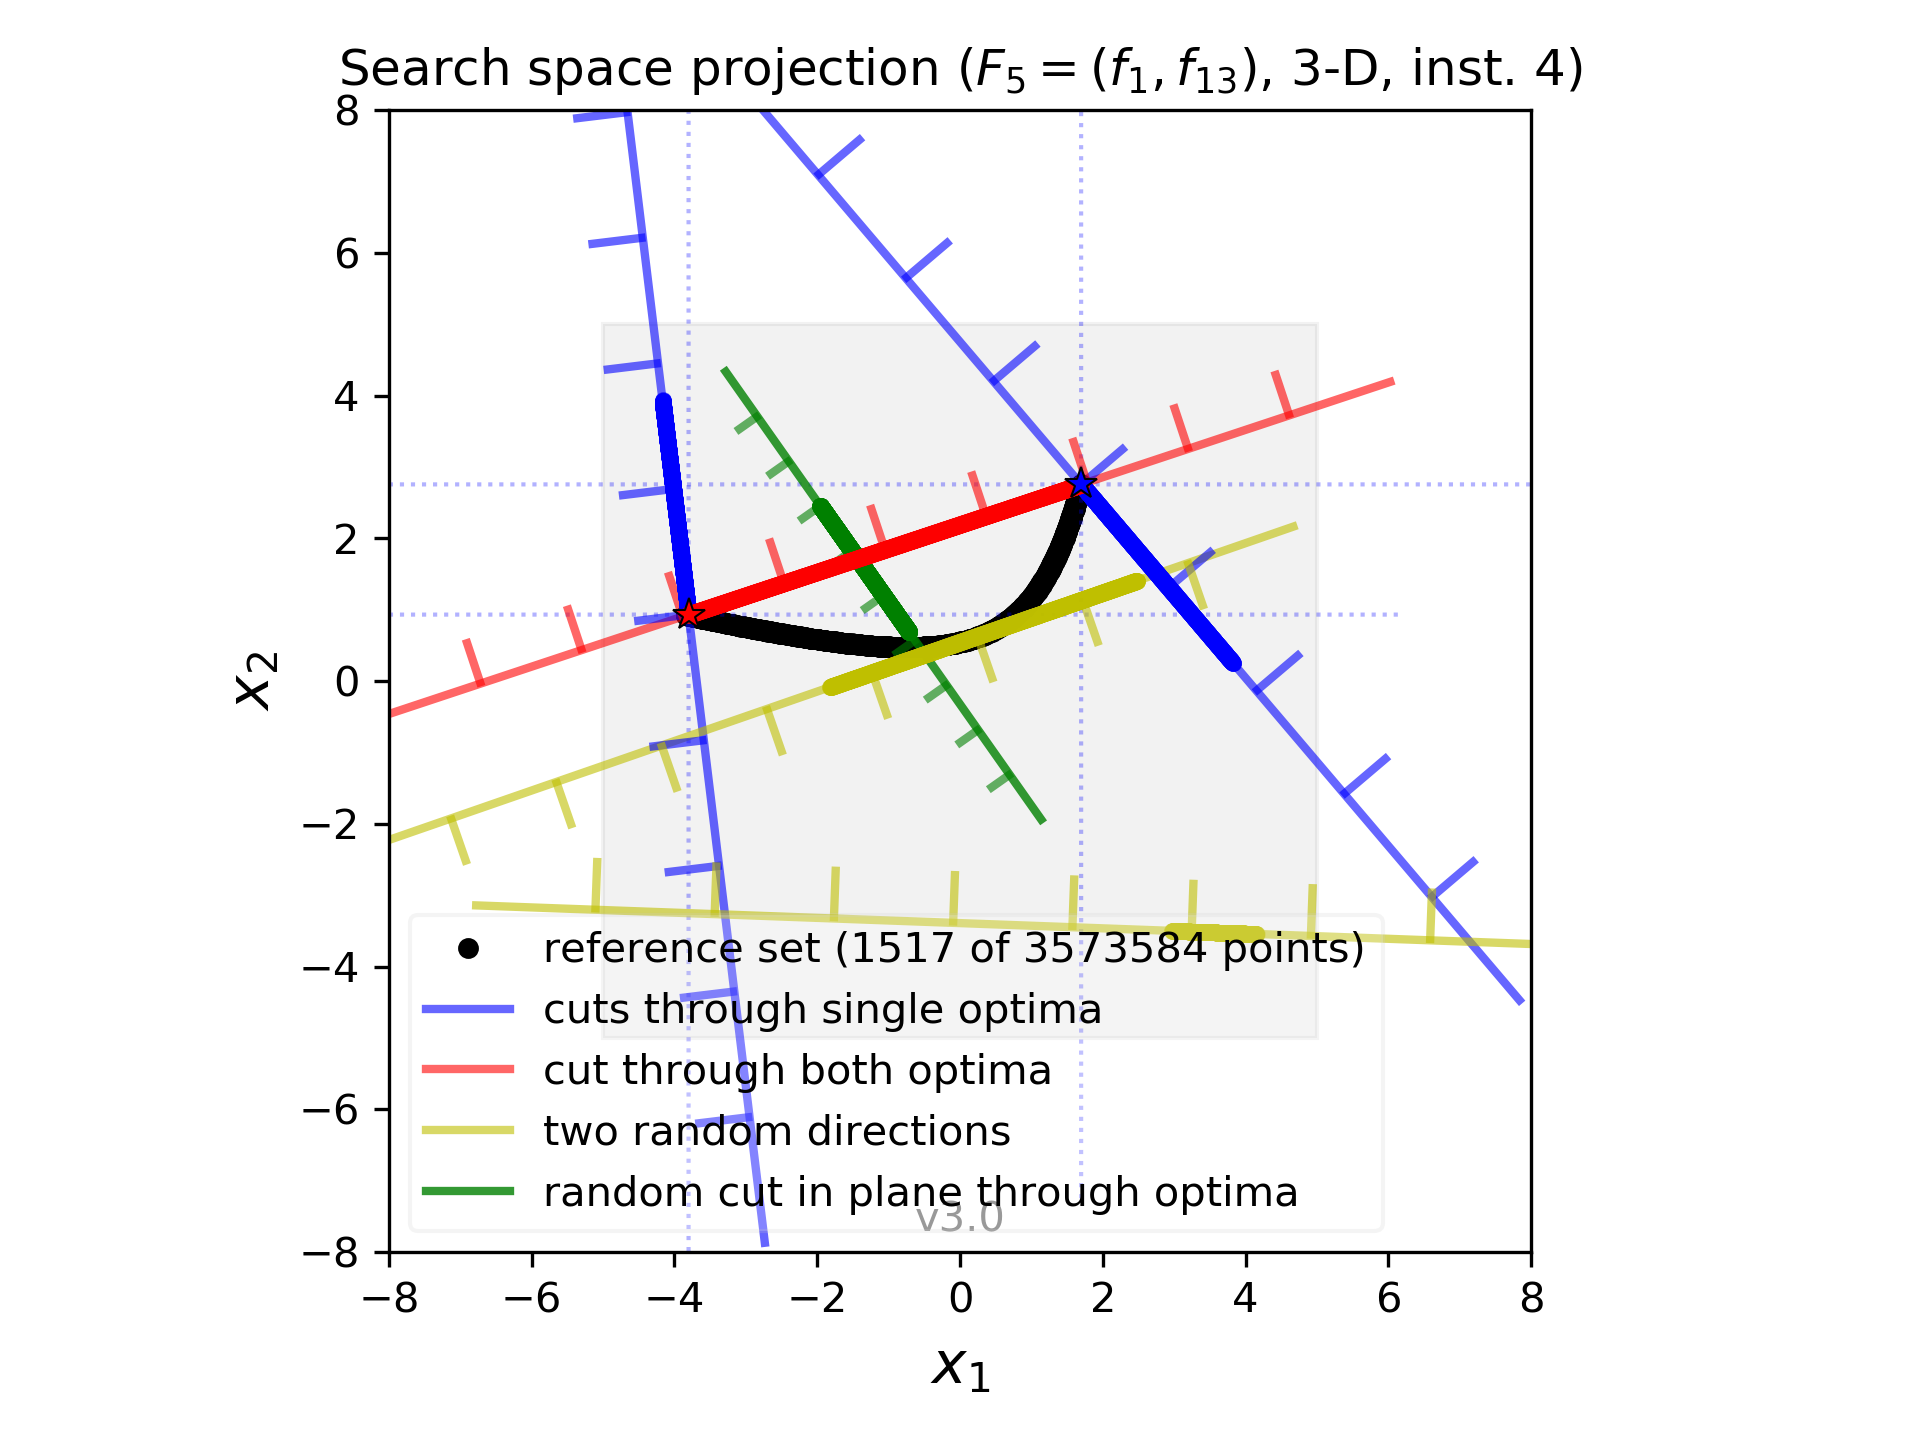 Search space projection (F₅ = (f₁, f₁₃), 3-D, inst. 4)
8
6
4
2
0
−2
−4
−6
−8
x₂
reference set (1517 of 3573584 points)
cuts through single optima
cut through both optima
two random directions
random cut in plane through optima
v3.0
−8 −6 −4 −2 0 2 4 6 8
x₁